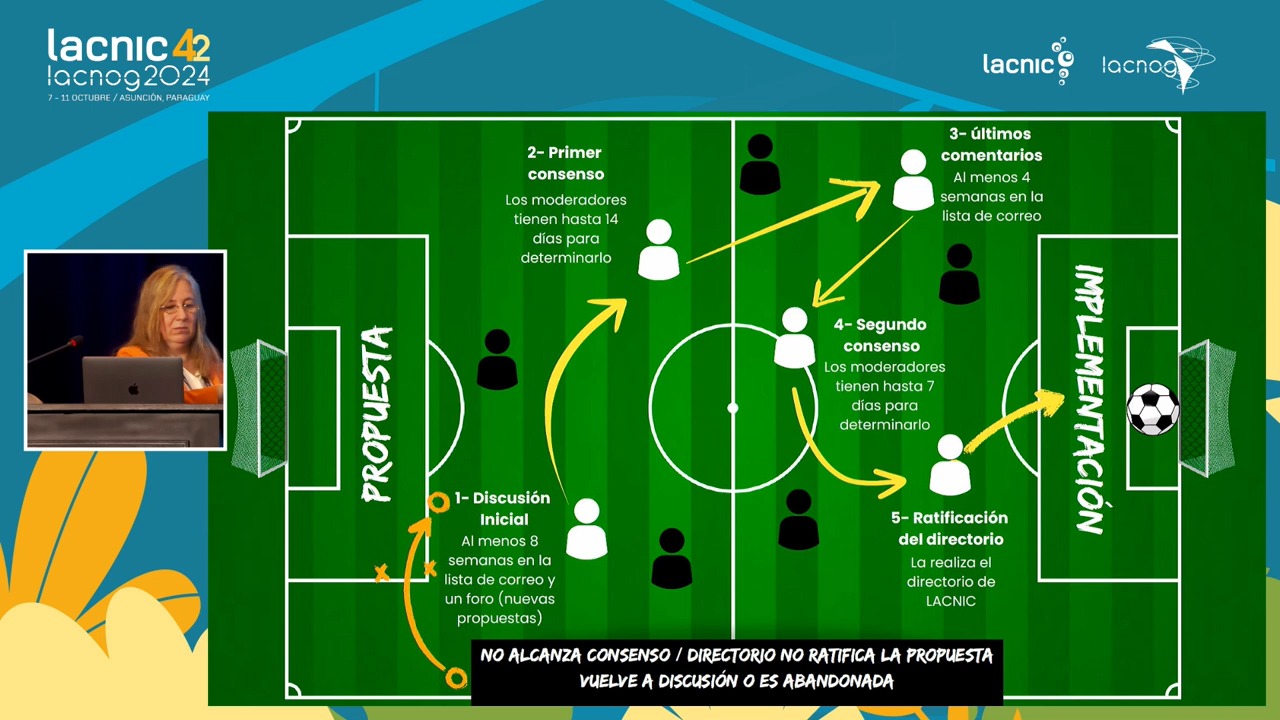 lacnic 42
lacnog2024
7 - 11 OCTUBRE / ASUNCIÓN, PARAGUAY
lacnic
lacnog
PROPUESTA
1- Discusión
Inicial
Al menos 8
semanas en la
lista de correo y
un foro (nuevas
propuestas)
2- Primer
consenso
Los moderadores
tienen hasta 14
días para
determinarlo
3- últimos
comentarios
Al menos 4
semanas en la
lista de correo
4- Segundo
consenso
Los moderadores
tienen hasta 7
días para
determinarlo
5- Ratificación
del directorio
La realiza el
directorio de
LACNIC
IMPLEMENTACIÓN
NO ALCANZA CONSENSO / DIRECTORIO NO RATIFICA LA PROPUESTA
VUELVE A DISCUSIÓN O ES ABANDONADA